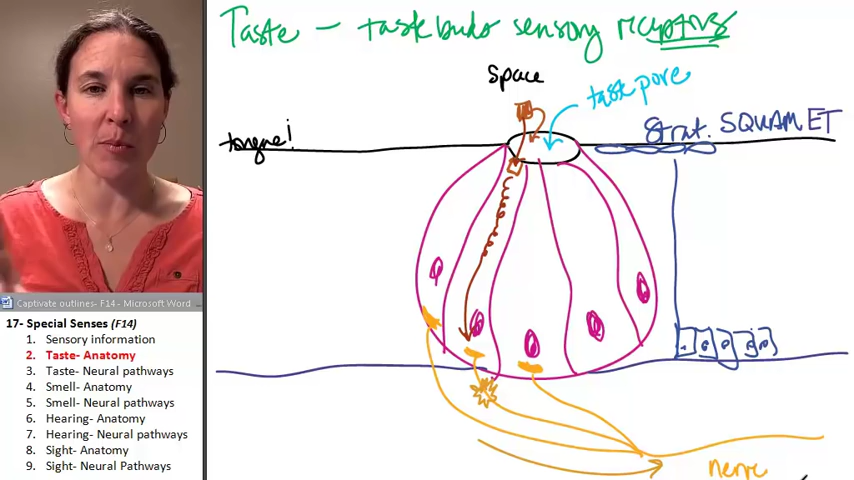 Taste - tastebuds sensory receptors
Space
taste pore
Strat. SQUAM ET
tongue!
nerve
Captivate outlines- F14 - Microsoft Word
17- Special Senses (F14)
1. Sensory information
2. Taste- Anatomy
3. Taste- Neural pathways
4. Smell- Anatomy
5. Smell- Neural pathways
6. Hearing- Anatomy
7. Hearing- Neural pathways
8. Sight- Anatomy
9. Sight- Neural Pathways